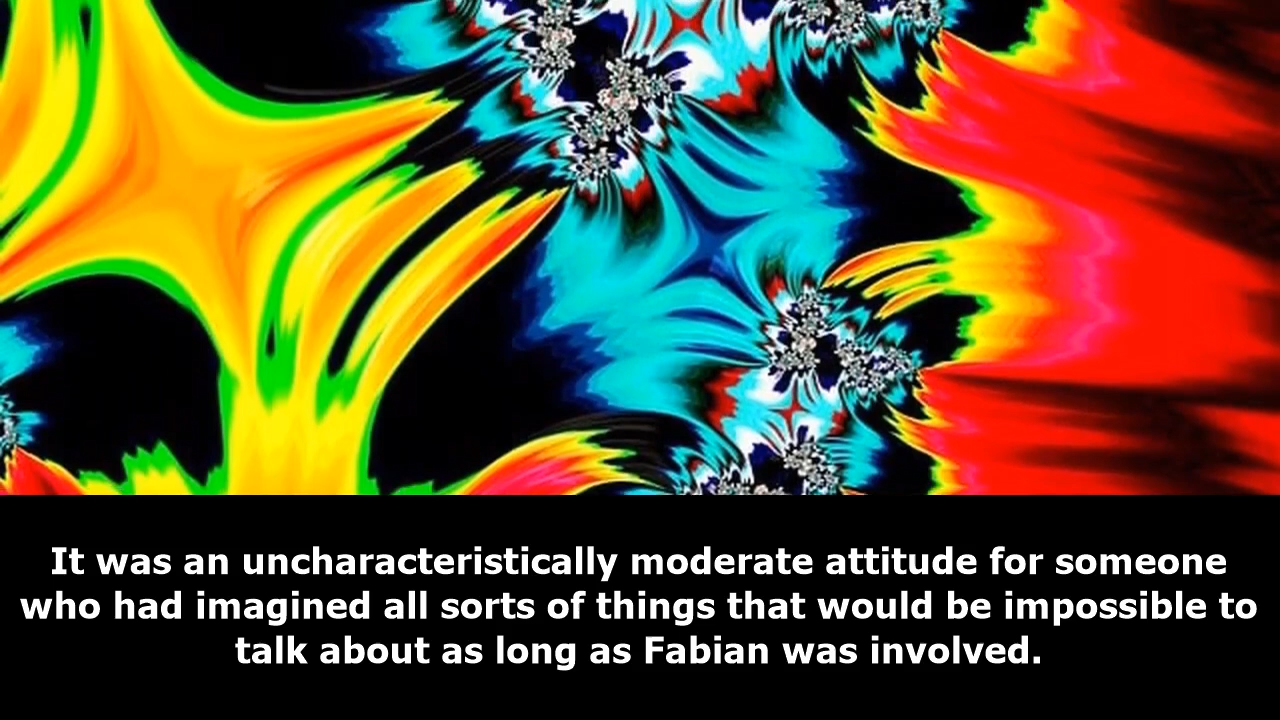 It was an uncharacteristically moderate attitude for someone
who had imagined all sorts of things that would be impossible to
talk about as long as Fabian was involved.